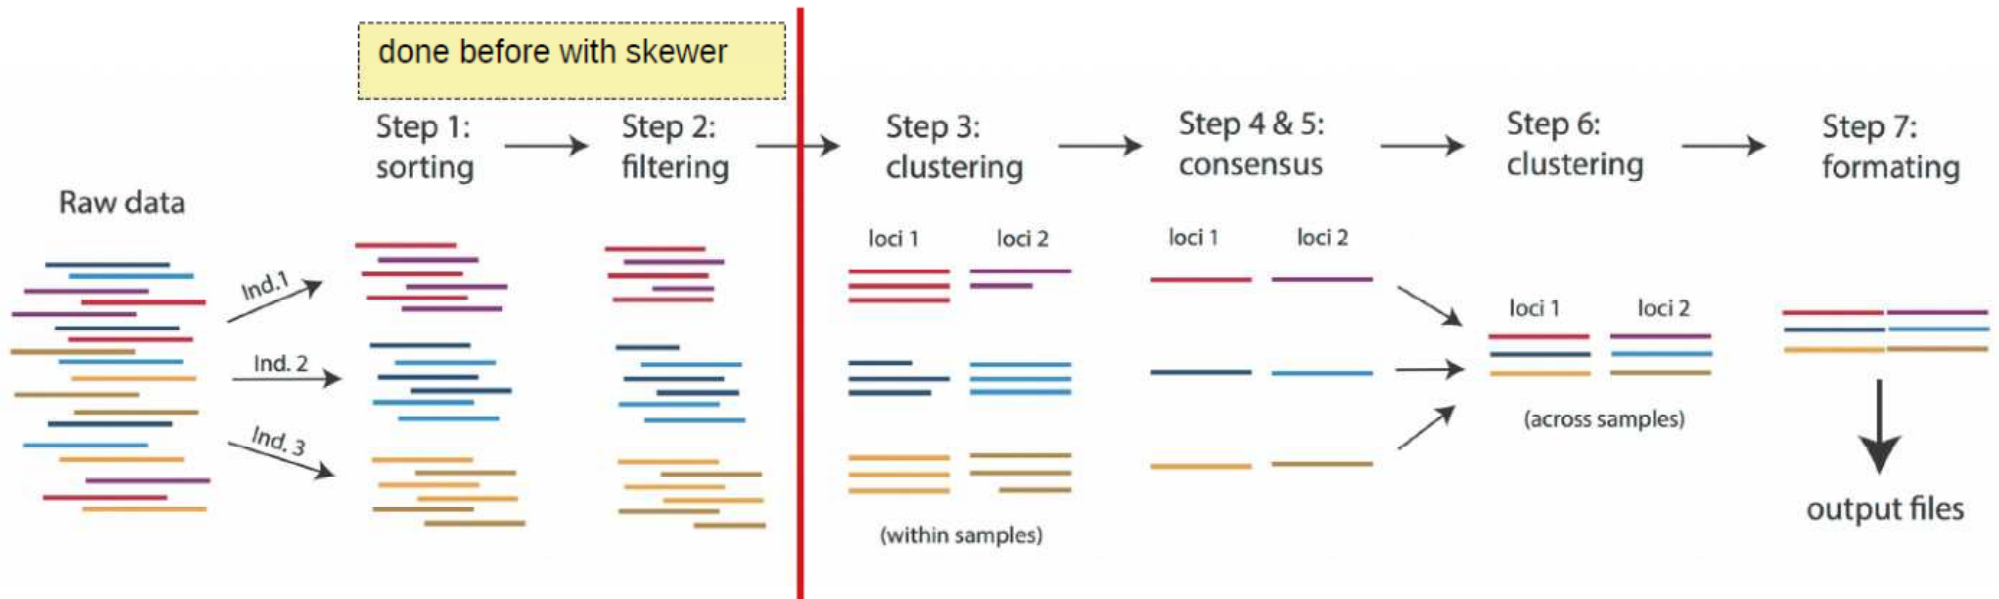 done before with skewer
Step 1:
sorting
Step 2:
filtering
Step 3:
clustering
Step 4 & 5:
consensus
Step 6:
clustering
Step 7:
formating
Raw data
Ind.1
Ind. 2
Ind. 3
loci 1
loci 2
(within samples)
loci 1
loci 2
loci 1
loci 2
(across samples)
output files